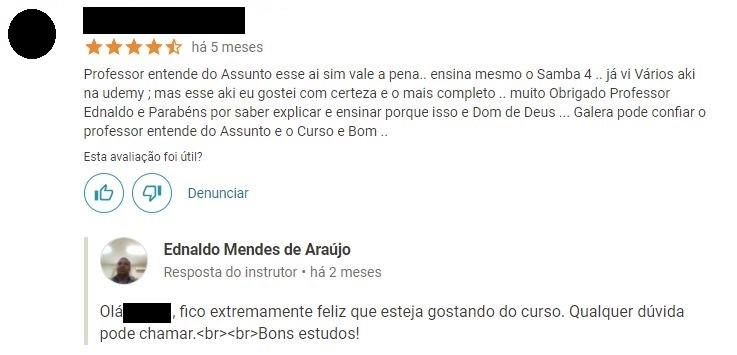 há 5 meses
Professor entende do Assunto esse ai sim vale a pena.. ensina mesmo o Samba 4 .. já vi Vários aki
na udemy ; mas esse aki eu gostei com certeza e o mais completo .. muito Obrigado Professor
Ednaldo e Parabéns por saber explicar e ensinar porque isso e Dom de Deus ... Galera pode confiar o
professor entende do Assunto e o Curso e Bom ..
Esta avaliação foi útil?
Denunciar
Ednaldo Mendes de Araújo
Resposta do instrutor • há 2 meses
Olá , fico extremamente feliz que esteja gostando do curso. Qualquer dúvida
pode chamar.<br><br>Bons estudos!